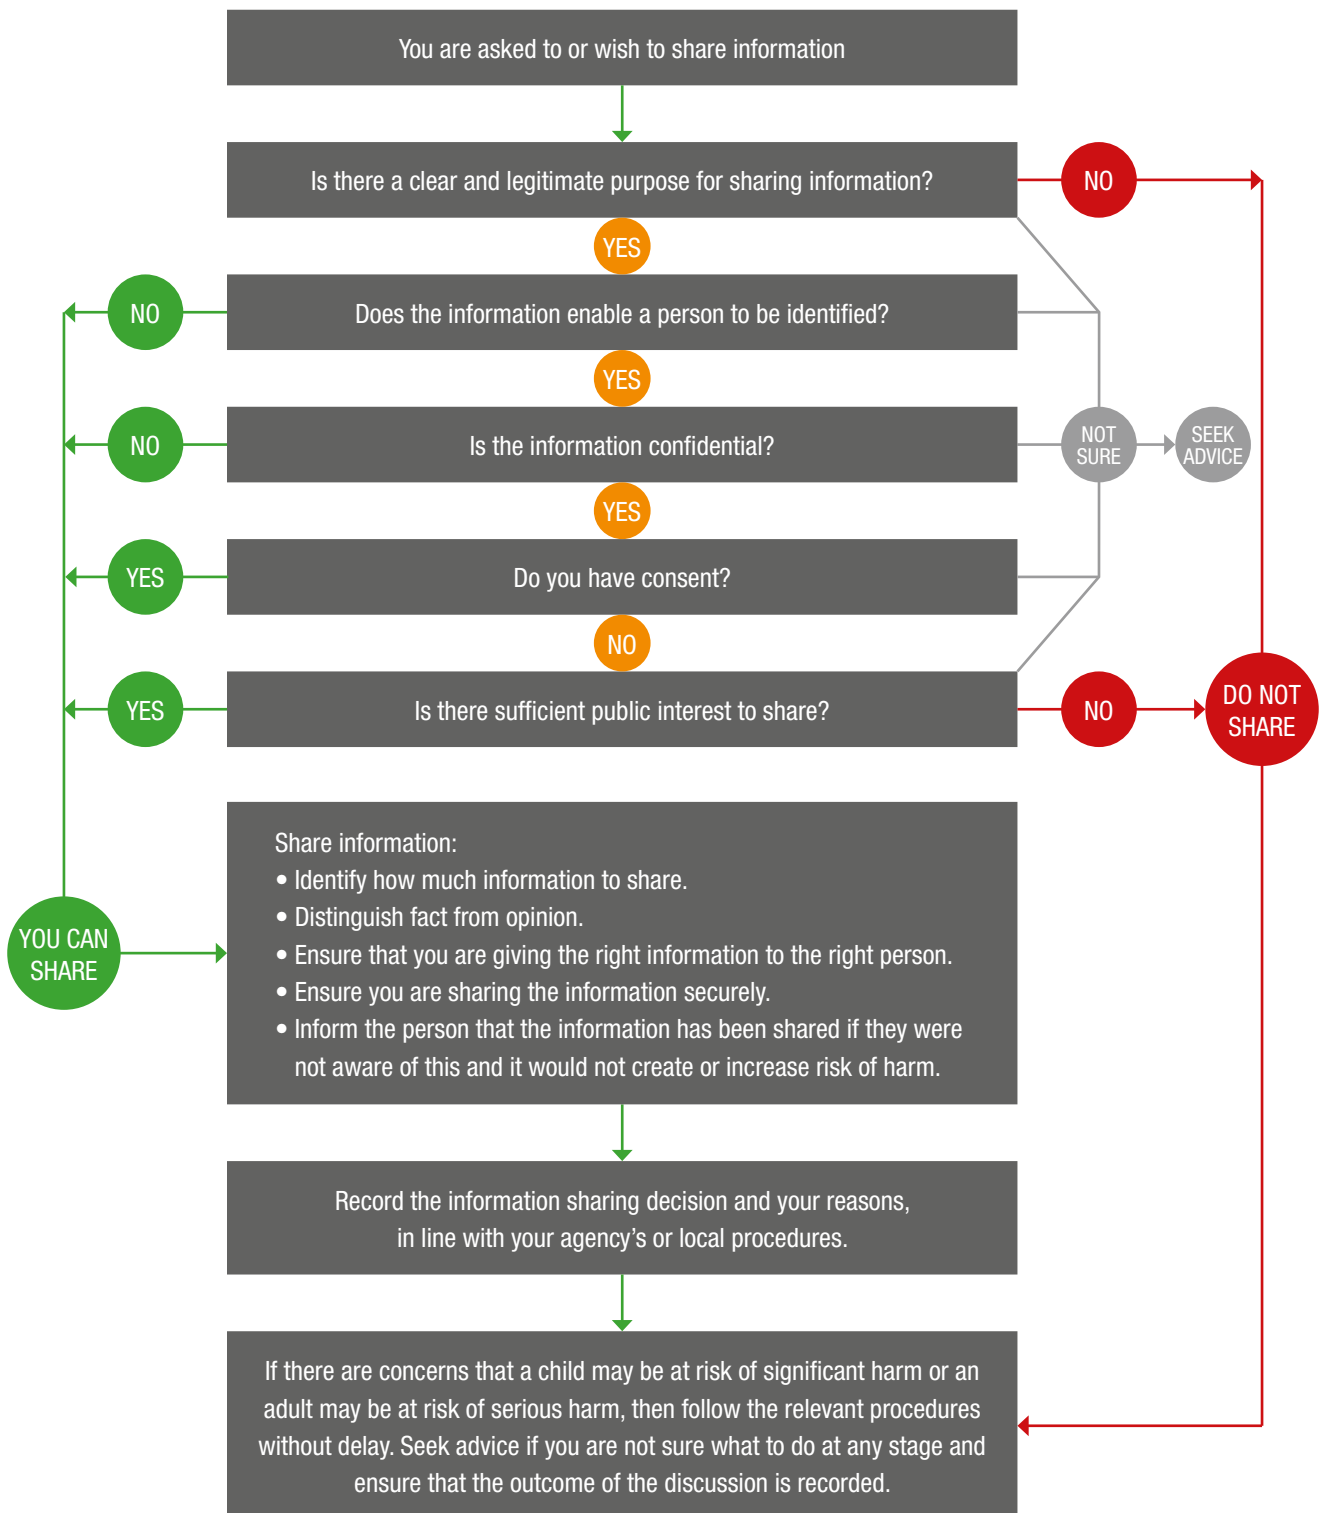 You are asked to or wish to share information
Is there a clear and legitimate purpose for sharing information?
NO
YES
NO
Does the information enable a person to be identified?
YES
NO
Is the information confidential?
NOT
SURE
SEEK
ADVICE
YES
YES
Do you have consent?
NO
YES
Is there sufficient public interest to share?
NO
DO NOT
SHARE
YOU CAN
SHARE
Share information:
• Identify how much information to share.
• Distinguish fact from opinion.
• Ensure that you are giving the right information to the right person.
• Ensure you are sharing the information securely.
• Inform the person that the information has been shared if they were
not aware of this and it would not create or increase risk of harm.
Record the information sharing decision and your reasons,
in line with your agency’s or local procedures.
If there are concerns that a child may be at risk of significant harm or an
adult may be at risk of serious harm, then follow the relevant procedures
without delay. Seek advice if you are not sure what to do at any stage and
ensure that the outcome of the discussion is recorded.